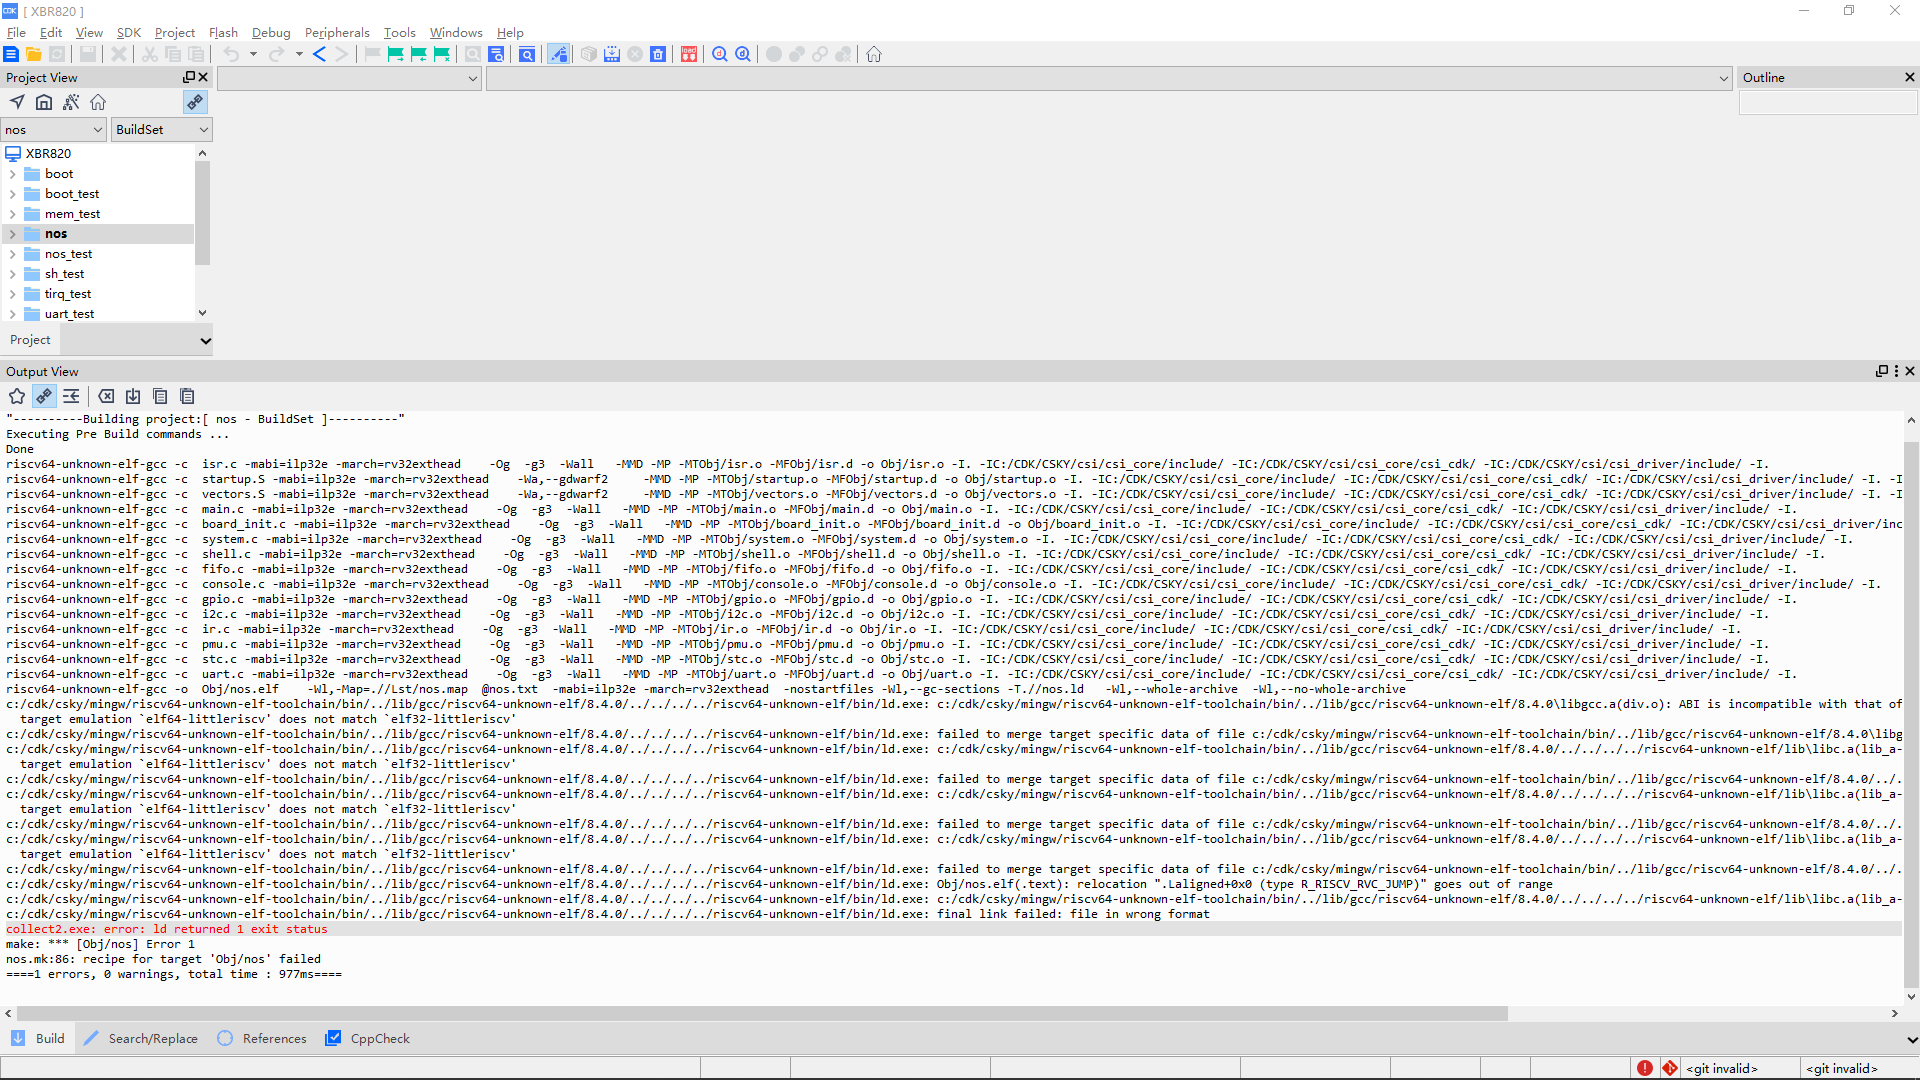 [ XBR820 ]
File Edit View SDK Project Flash Debug Peripherals Tools Windows Help
Project View
Outline
nos BuildSet
XBR820
boot
boot_test
mem_test
nos
nos_test
sh_test
tirq_test
uart_test
Project
Output View
"----------Building project:[ nos - BuildSet ]----------"
Executing Pre Build commands ...
Done
riscv64-unknown-elf-gcc -c  isr.c -mabi=ilp32e -march=rv32exthead    -Og  -g3  -Wall   -MMD -MP -MTObj/isr.o -MFObj/isr.d -o Obj/isr.o -I. -IC:/CDK/CSKY/csi/csi_core/include/ -IC:/CDK/CSKY/csi/csi_core/csi_cdk/ -IC:/CDK/CSKY/csi/csi_driver/include/ -I.
riscv64-unknown-elf-gcc -c  startup.S -mabi=ilp32e -march=rv32exthead    -Wa,--gdwarf2     -MMD -MP -MTObj/startup.o -MFObj/startup.d -o Obj/startup.o -I. -IC:/CDK/CSKY/csi/csi_core/include/ -IC:/CDK/CSKY/csi/csi_core/csi_cdk/ -IC:/CDK/CSKY/csi/csi_driver/include/ -I. -I
riscv64-unknown-elf-gcc -c  vectors.S -mabi=ilp32e -march=rv32exthead    -Wa,--gdwarf2     -MMD -MP -MTObj/vectors.o -MFObj/vectors.d -o Obj/vectors.o -I. -IC:/CDK/CSKY/csi/csi_core/include/ -IC:/CDK/CSKY/csi/csi_core/csi_cdk/ -IC:/CDK/CSKY/csi/csi_driver/include/ -I. -I
riscv64-unknown-elf-gcc -c  main.c -mabi=ilp32e -march=rv32exthead    -Og  -g3  -Wall   -MMD -MP -MTObj/main.o -MFObj/main.d -o Obj/main.o -I. -IC:/CDK/CSKY/csi/csi_core/include/ -IC:/CDK/CSKY/csi/csi_core/csi_cdk/ -IC:/CDK/CSKY/csi/csi_driver/include/ -I.
riscv64-unknown-elf-gcc -c  board_init.c -mabi=ilp32e -march=rv32exthead    -Og  -g3  -Wall   -MMD -MP -MTObj/board_init.o -MFObj/board_init.d -o Obj/board_init.o -I. -IC:/CDK/CSKY/csi/csi_core/include/ -IC:/CDK/CSKY/csi/csi_core/csi_cdk/ -IC:/CDK/CSKY/csi/csi_driver/inc
riscv64-unknown-elf-gcc -c  system.c -mabi=ilp32e -march=rv32exthead    -Og  -g3  -Wall   -MMD -MP -MTObj/system.o -MFObj/system.d -o Obj/system.o -I. -IC:/CDK/CSKY/csi/csi_core/include/ -IC:/CDK/CSKY/csi/csi_core/csi_cdk/ -IC:/CDK/CSKY/csi/csi_driver/include/ -I.
riscv64-unknown-elf-gcc -c  shell.c -mabi=ilp32e -march=rv32exthead    -Og  -g3  -Wall   -MMD -MP -MTObj/shell.o -MFObj/shell.d -o Obj/shell.o -I. -IC:/CDK/CSKY/csi/csi_core/include/ -IC:/CDK/CSKY/csi/csi_core/csi_cdk/ -IC:/CDK/CSKY/csi/csi_driver/include/ -I.
riscv64-unknown-elf-gcc -c  fifo.c -mabi=ilp32e -march=rv32exthead    -Og  -g3  -Wall   -MMD -MP -MTObj/fifo.o -MFObj/fifo.d -o Obj/fifo.o -I. -IC:/CDK/CSKY/csi/csi_core/include/ -IC:/CDK/CSKY/csi/csi_core/csi_cdk/ -IC:/CDK/CSKY/csi/csi_driver/include/ -I.
riscv64-unknown-elf-gcc -c  console.c -mabi=ilp32e -march=rv32exthead    -Og  -g3  -Wall   -MMD -MP -MTObj/console.o -MFObj/console.d -o Obj/console.o -I. -IC:/CDK/CSKY/csi/csi_core/include/ -IC:/CDK/CSKY/csi/csi_core/csi_cdk/ -IC:/CDK/CSKY/csi/csi_driver/include/ -I.
riscv64-unknown-elf-gcc -c  gpio.c -mabi=ilp32e -march=rv32exthead    -Og  -g3  -Wall   -MMD -MP -MTObj/gpio.o -MFObj/gpio.d -o Obj/gpio.o -I. -IC:/CDK/CSKY/csi/csi_core/include/ -IC:/CDK/CSKY/csi/csi_core/csi_cdk/ -IC:/CDK/CSKY/csi/csi_driver/include/ -I.
riscv64-unknown-elf-gcc -c  i2c.c -mabi=ilp32e -march=rv32exthead    -Og  -g3  -Wall   -MMD -MP -MTObj/i2c.o -MFObj/i2c.d -o Obj/i2c.o -I. -IC:/CDK/CSKY/csi/csi_core/include/ -IC:/CDK/CSKY/csi/csi_core/csi_cdk/ -IC:/CDK/CSKY/csi/csi_driver/include/ -I.
riscv64-unknown-elf-gcc -c  ir.c -mabi=ilp32e -march=rv32exthead    -Og  -g3  -Wall   -MMD -MP -MTObj/ir.o -MFObj/ir.d -o Obj/ir.o -I. -IC:/CDK/CSKY/csi/csi_core/include/ -IC:/CDK/CSKY/csi/csi_core/csi_cdk/ -IC:/CDK/CSKY/csi/csi_driver/include/ -I.
riscv64-unknown-elf-gcc -c  pmu.c -mabi=ilp32e -march=rv32exthead    -Og  -g3  -Wall   -MMD -MP -MTObj/pmu.o -MFObj/pmu.d -o Obj/pmu.o -I. -IC:/CDK/CSKY/csi/csi_core/include/ -IC:/CDK/CSKY/csi/csi_core/csi_cdk/ -IC:/CDK/CSKY/csi/csi_driver/include/ -I.
riscv64-unknown-elf-gcc -c  stc.c -mabi=ilp32e -march=rv32exthead    -Og  -g3  -Wall   -MMD -MP -MTObj/stc.o -MFObj/stc.d -o Obj/stc.o -I. -IC:/CDK/CSKY/csi/csi_core/include/ -IC:/CDK/CSKY/csi/csi_core/csi_cdk/ -IC:/CDK/CSKY/csi/csi_driver/include/ -I.
riscv64-unknown-elf-gcc -c  uart.c -mabi=ilp32e -march=rv32exthead    -Og  -g3  -Wall   -MMD -MP -MTObj/uart.o -MFObj/uart.d -o Obj/uart.o -I. -IC:/CDK/CSKY/csi/csi_core/include/ -IC:/CDK/CSKY/csi/csi_core/csi_cdk/ -IC:/CDK/CSKY/csi/csi_driver/include/ -I.
riscv64-unknown-elf-gcc -o  Obj/nos.elf    -Wl,-Map=.//Lst/nos.map  @nos.txt  -mabi=ilp32e -march=rv32exthead  -nostartfiles -Wl,--gc-sections -T.//nos.ld   -Wl,--whole-archive  -Wl,--no-whole-archive
c:/cdk/csky/mingw/riscv64-unknown-elf-toolchain/bin/../lib/gcc/riscv64-unknown-elf/8.4.0/../../../../riscv64-unknown-elf/bin/ld.exe: c:/cdk/csky/mingw/riscv64-unknown-elf-toolchain/bin/../lib/gcc/riscv64-unknown-elf/8.4.0\libgcc.a(div.o): ABI is incompatible with that of
target emulation `elf64-littleriscv' does not match `elf32-littleriscv'
c:/cdk/csky/mingw/riscv64-unknown-elf-toolchain/bin/../lib/gcc/riscv64-unknown-elf/8.4.0/../../../../riscv64-unknown-elf/bin/ld.exe: failed to merge target specific data of file c:/cdk/csky/mingw/riscv64-unknown-elf-toolchain/bin/../lib/gcc/riscv64-unknown-elf/8.4.0\libg
c:/cdk/csky/mingw/riscv64-unknown-elf-toolchain/bin/../lib/gcc/riscv64-unknown-elf/8.4.0/../../../../riscv64-unknown-elf/bin/ld.exe: c:/cdk/csky/mingw/riscv64-unknown-elf-toolchain/bin/../lib/gcc/riscv64-unknown-elf/8.4.0/../../../../riscv64-unknown-elf/lib\libc.a(lib_a-
target emulation `elf64-littleriscv' does not match `elf32-littleriscv'
c:/cdk/csky/mingw/riscv64-unknown-elf-toolchain/bin/../lib/gcc/riscv64-unknown-elf/8.4.0/../../../../riscv64-unknown-elf/bin/ld.exe: failed to merge target specific data of file c:/cdk/csky/mingw/riscv64-unknown-elf-toolchain/bin/../lib/gcc/riscv64-unknown-elf/8.4.0/../.
c:/cdk/csky/mingw/riscv64-unknown-elf-toolchain/bin/../lib/gcc/riscv64-unknown-elf/8.4.0/../../../../riscv64-unknown-elf/bin/ld.exe: c:/cdk/csky/mingw/riscv64-unknown-elf-toolchain/bin/../lib/gcc/riscv64-unknown-elf/8.4.0/../../../../riscv64-unknown-elf/lib\libc.a(lib_a-
target emulation `elf64-littleriscv' does not match `elf32-littleriscv'
c:/cdk/csky/mingw/riscv64-unknown-elf-toolchain/bin/../lib/gcc/riscv64-unknown-elf/8.4.0/../../../../riscv64-unknown-elf/bin/ld.exe: failed to merge target specific data of file c:/cdk/csky/mingw/riscv64-unknown-elf-toolchain/bin/../lib/gcc/riscv64-unknown-elf/8.4.0/../.
c:/cdk/csky/mingw/riscv64-unknown-elf-toolchain/bin/../lib/gcc/riscv64-unknown-elf/8.4.0/../../../../riscv64-unknown-elf/bin/ld.exe: c:/cdk/csky/mingw/riscv64-unknown-elf-toolchain/bin/../lib/gcc/riscv64-unknown-elf/8.4.0/../../../../riscv64-unknown-elf/lib\libc.a(lib_a-
target emulation `elf64-littleriscv' does not match `elf32-littleriscv'
c:/cdk/csky/mingw/riscv64-unknown-elf-toolchain/bin/../lib/gcc/riscv64-unknown-elf/8.4.0/../../../../riscv64-unknown-elf/bin/ld.exe: failed to merge target specific data of file c:/cdk/csky/mingw/riscv64-unknown-elf-toolchain/bin/../lib/gcc/riscv64-unknown-elf/8.4.0/../.
c:/cdk/csky/mingw/riscv64-unknown-elf-toolchain/bin/../lib/gcc/riscv64-unknown-elf/8.4.0/../../../../riscv64-unknown-elf/bin/ld.exe: Obj/nos.elf(.text): relocation ".Laligned+0x0 (type R_RISCV_RVC_JUMP)" goes out of range
c:/cdk/csky/mingw/riscv64-unknown-elf-toolchain/bin/../lib/gcc/riscv64-unknown-elf/8.4.0/../../../../riscv64-unknown-elf/bin/ld.exe: c:/cdk/csky/mingw/riscv64-unknown-elf-toolchain/bin/../lib/gcc/riscv64-unknown-elf/8.4.0/../../../../riscv64-unknown-elf/lib\libc.a(lib_a-
c:/cdk/csky/mingw/riscv64-unknown-elf-toolchain/bin/../lib/gcc/riscv64-unknown-elf/8.4.0/../../../../riscv64-unknown-elf/bin/ld.exe: final link failed: file in wrong format
collect2.exe: error: ld returned 1 exit status
make: *** [Obj/nos] Error 1
nos.mk:86: recipe for target 'Obj/nos' failed
====1 errors, 0 warnings, total time : 977ms====
Build Search/Replace References CppCheck
<git invalid> <git invalid>